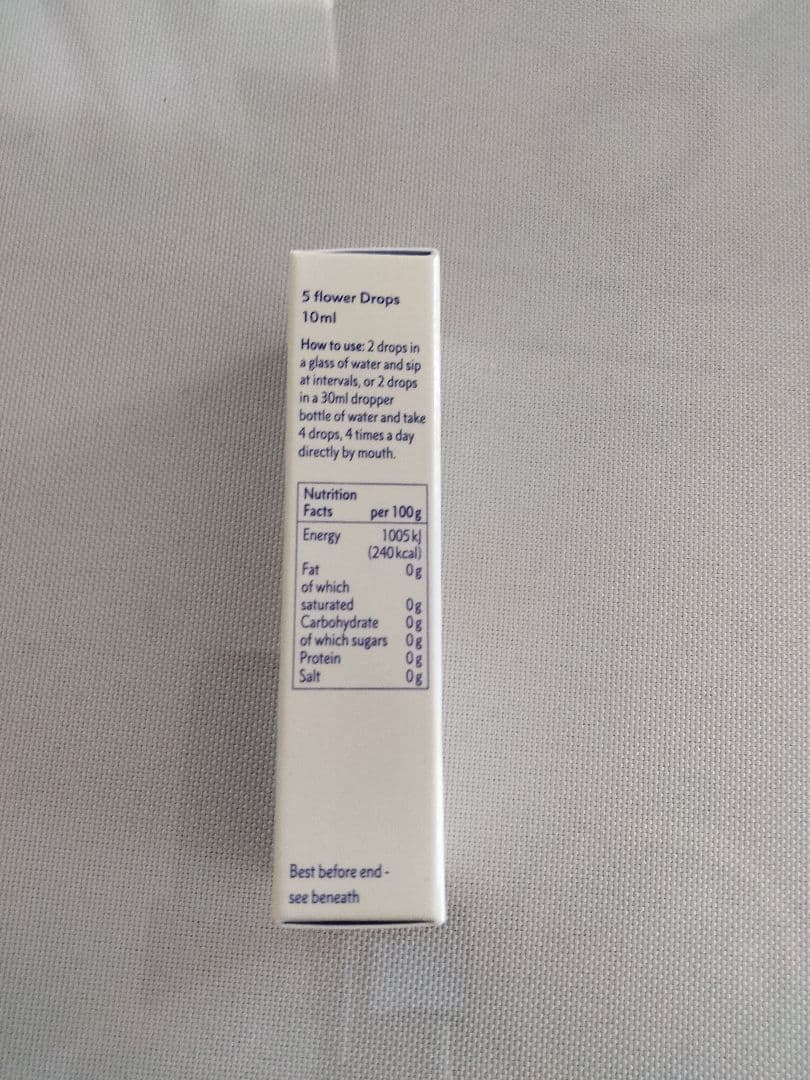 5 flower Drops
10ml
How to use: 2 drops in
a glass of water and sip
at intervals, or 2 drops
in a 30ml dropper
bottle of water and take
4 drops, 4 times a day
directly by mouth.
Nutrition
Facts per 100g
Energy 1005kJ
(240kcal)
Fat 0g
of which
saturated 0g
Carbohydrate 0g
of which sugars 0g
Protein 0g
Salt 0g
Best before end -
see beneath